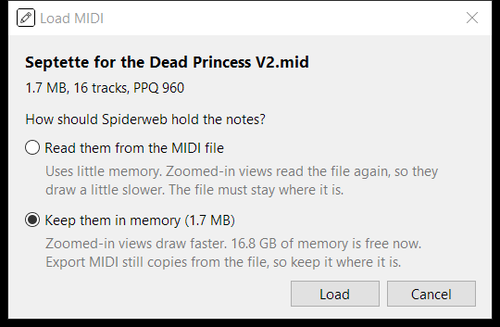 Load MIDI
Septette for the Dead Princess V2.mid
1.7 MB, 16 tracks, PPQ 960
How should Spiderweb hold the notes?
Read them from the MIDI file
Uses little memory. Zoomed-in views read the file again, so they
draw a little slower. The file must stay where it is.
Keep them in memory (1.7 MB)
Zoomed-in views draw faster. 16.8 GB of memory is free now.
Export MIDI still copies from the file, so keep it where it is.
Load
Cancel